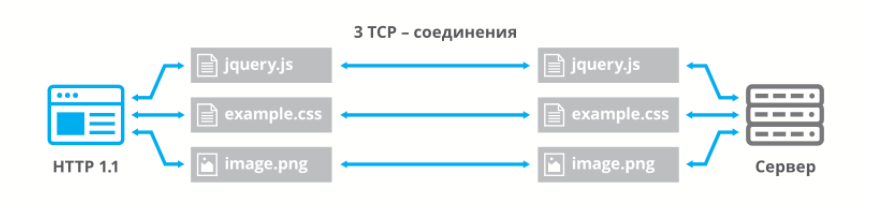 3 TCP – соединения
jquery.js
jquery.js
example.css
example.css
image.png
image.png
HTTP 1.1
Сервер